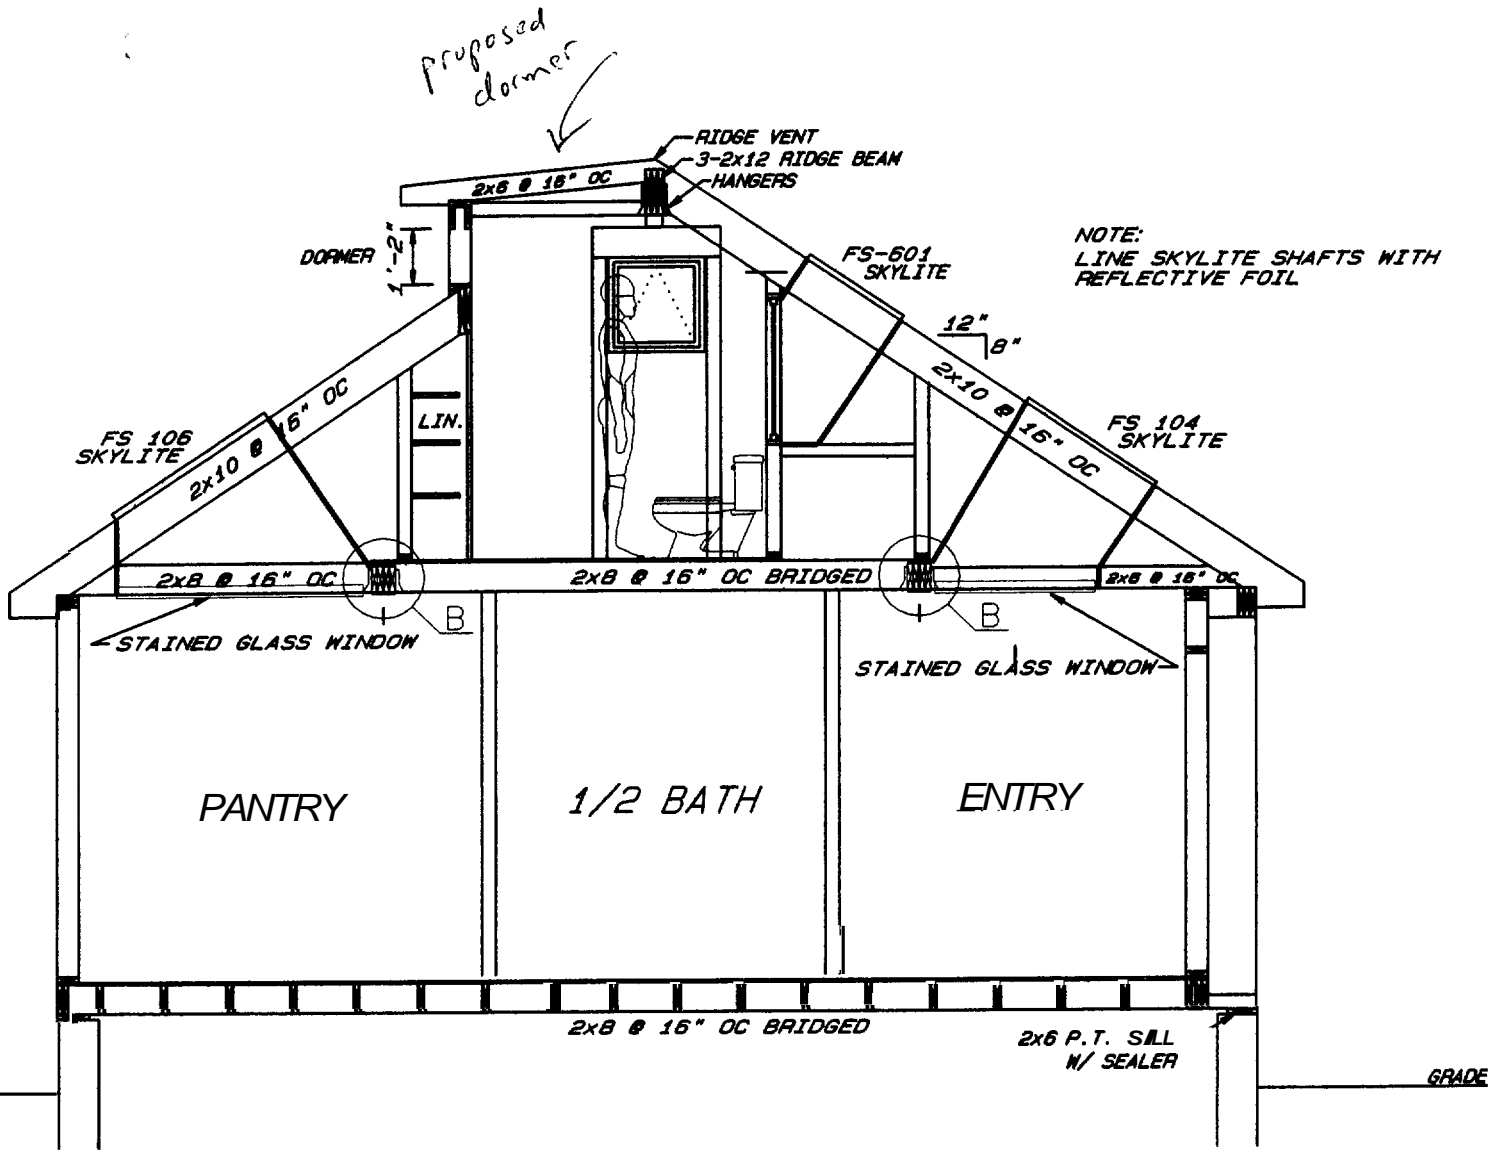 proposed
dormer
RIDGE VENT
3-2x12 RIDGE BEAM
HANGERS
2x6 @ 16" OC
DORMER
1'-2"
FS-601
SKYLITE
NOTE:
LINE SKYLITE SHAFTS WITH
REFLECTIVE FOIL
12"
8"
2x10 @ 16" OC
FS 104
SKYLITE
LIN.
FS 106
SKYLITE
2x10 @ 16" OC
2x8 @ 16" OC
2x8 @ 16" OC BRIDGED
2x6 @ 16" OC
B
B
STAINED GLASS WINDOW
STAINED GLASS WINDOW
PANTRY
1/2 BATH
ENTRY
2x8 @ 16" OC BRIDGED
2x6 P.T. SILL
W/ SEALER
GRADE